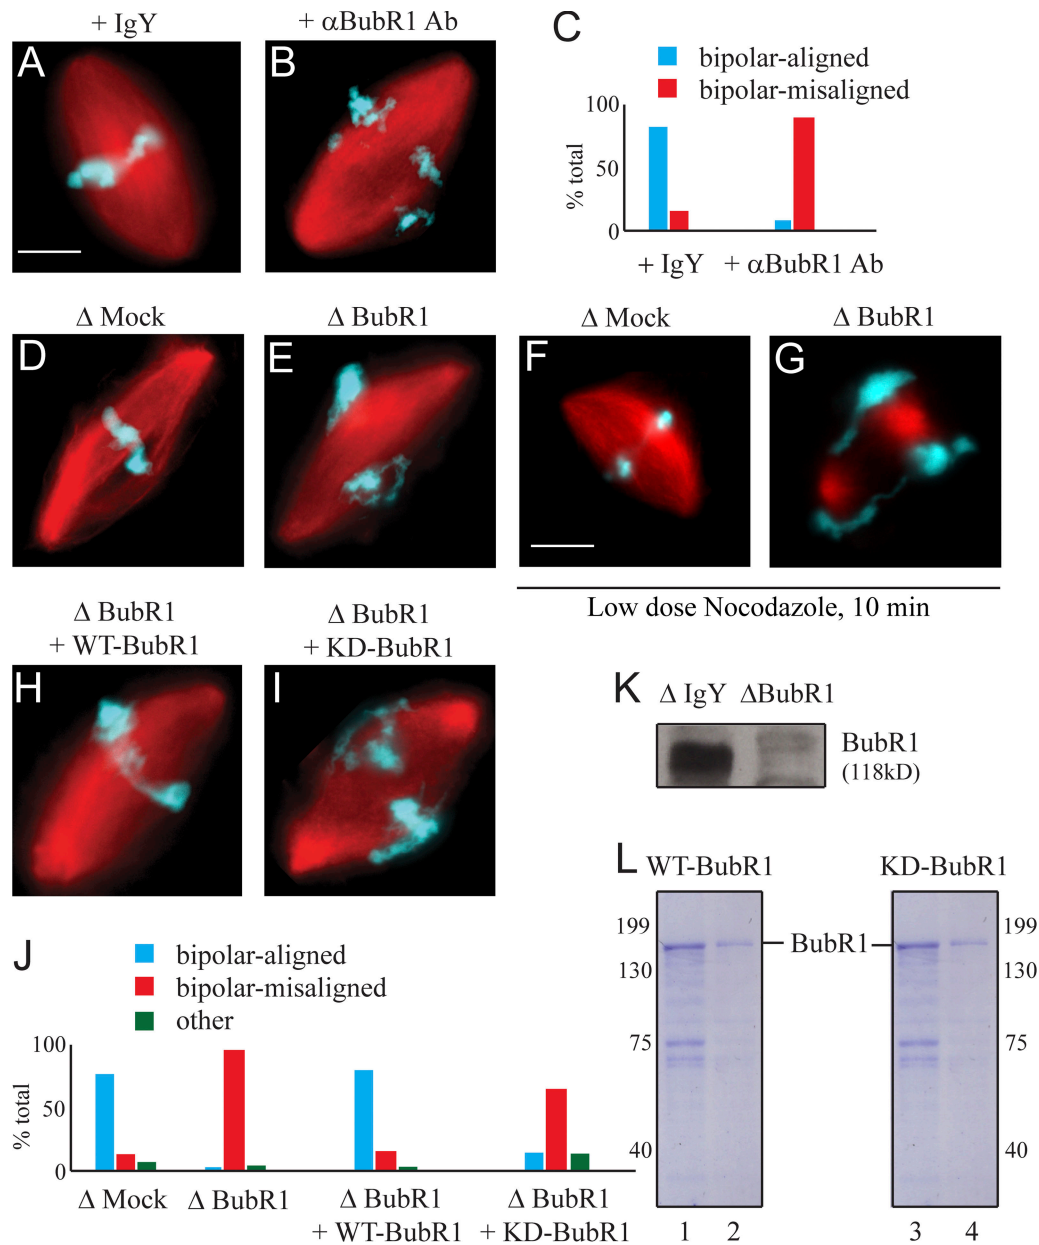 + IgY
+ αBubR1 Ab
A
B
C
bipolar-aligned
bipolar-misaligned
100
50
0
% total
+ IgY
+ αBubR1 Ab
Δ Mock
Δ BubR1
Δ Mock
Δ BubR1
D
E
F
G
Low dose Nocodazole, 10 min
Δ BubR1
+ WT-BubR1
Δ BubR1
+ KD-BubR1
H
I
K
Δ IgY
ΔBubR1
BubR1
(118kD)
L
WT-BubR1
KD-BubR1
199
130
75
40
BubR1
199
130
75
40
1
2
3
4
J
bipolar-aligned
bipolar-misaligned
other
100
50
0
% total
Δ Mock
Δ BubR1
Δ BubR1
+ WT-BubR1
Δ BubR1
+ KD-BubR1